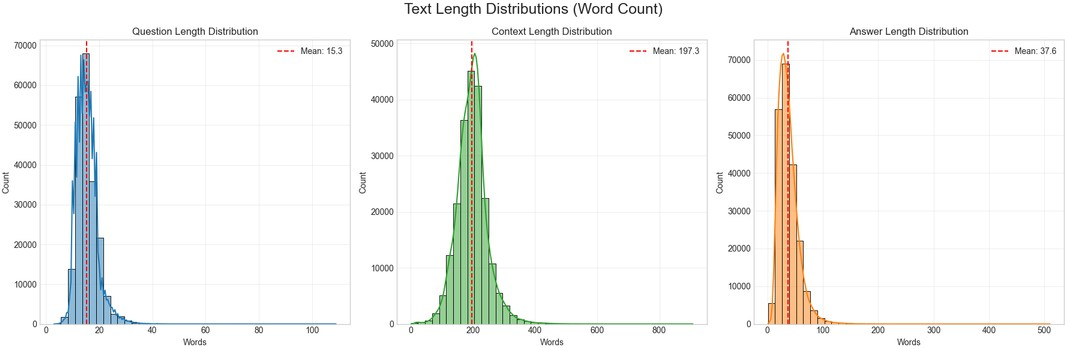 Text Length Distributions (Word Count)
Question Length Distribution
Mean: 15.3
70000
60000
50000
40000
30000
20000
10000
0
Count
0 20 40 60 80 100
Words
Context Length Distribution
Mean: 197.3
50000
40000
30000
20000
10000
0
Count
0 200 400 600 800
Words
Answer Length Distribution
Mean: 37.6
70000
60000
50000
40000
30000
20000
10000
0
Count
0 100 200 300 400 500
Words